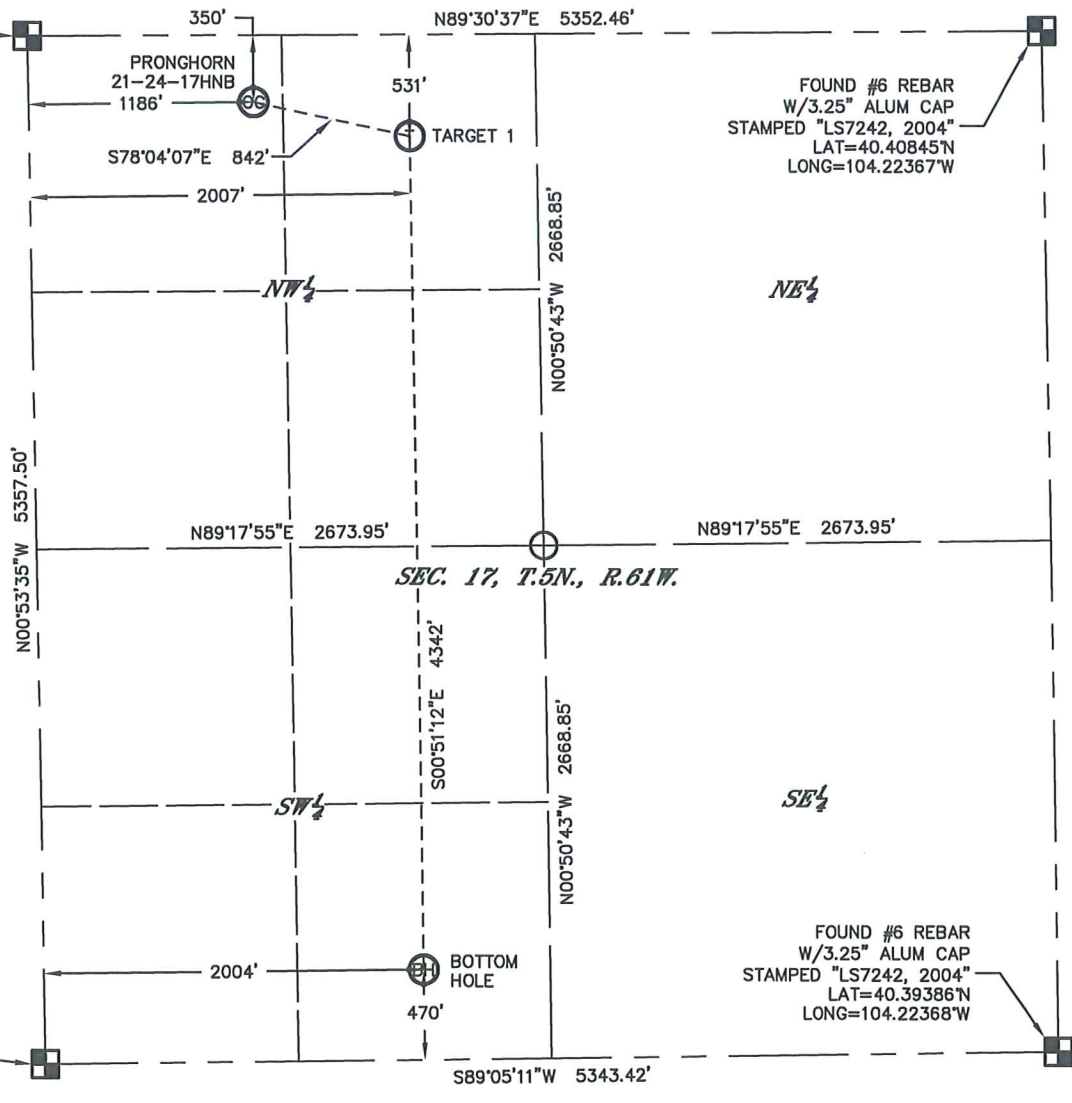 350'
N89°30'37"E 5352.46'
PRONGHORN
21-24-17HNB
1186'
OG
531'
T
TARGET 1
S78°04'07"E 842'
2007'
FOUND #6 REBAR
W/3.25" ALUM CAP
STAMPED "LS7242, 2004"
LAT=40.40845°N
LONG=104.22367°W
NW¼
N00°50'43"W 2668.85'
NE¼
N00°53'35"W 5357.50'
N89°17'55"E 2673.95'
N89°17'55"E 2673.95'
SEC. 17, T.5N., R.61W.
S00°51'12"E 4342'
SW¼
N00°50'43"W 2668.85'
SE¼
2004'
BH
BOTTOM
HOLE
470'
FOUND #6 REBAR
W/3.25" ALUM CAP
STAMPED "LS7242, 2004"
LAT=40.39386°N
LONG=104.22368°W
S89°05'11"W 5343.42'